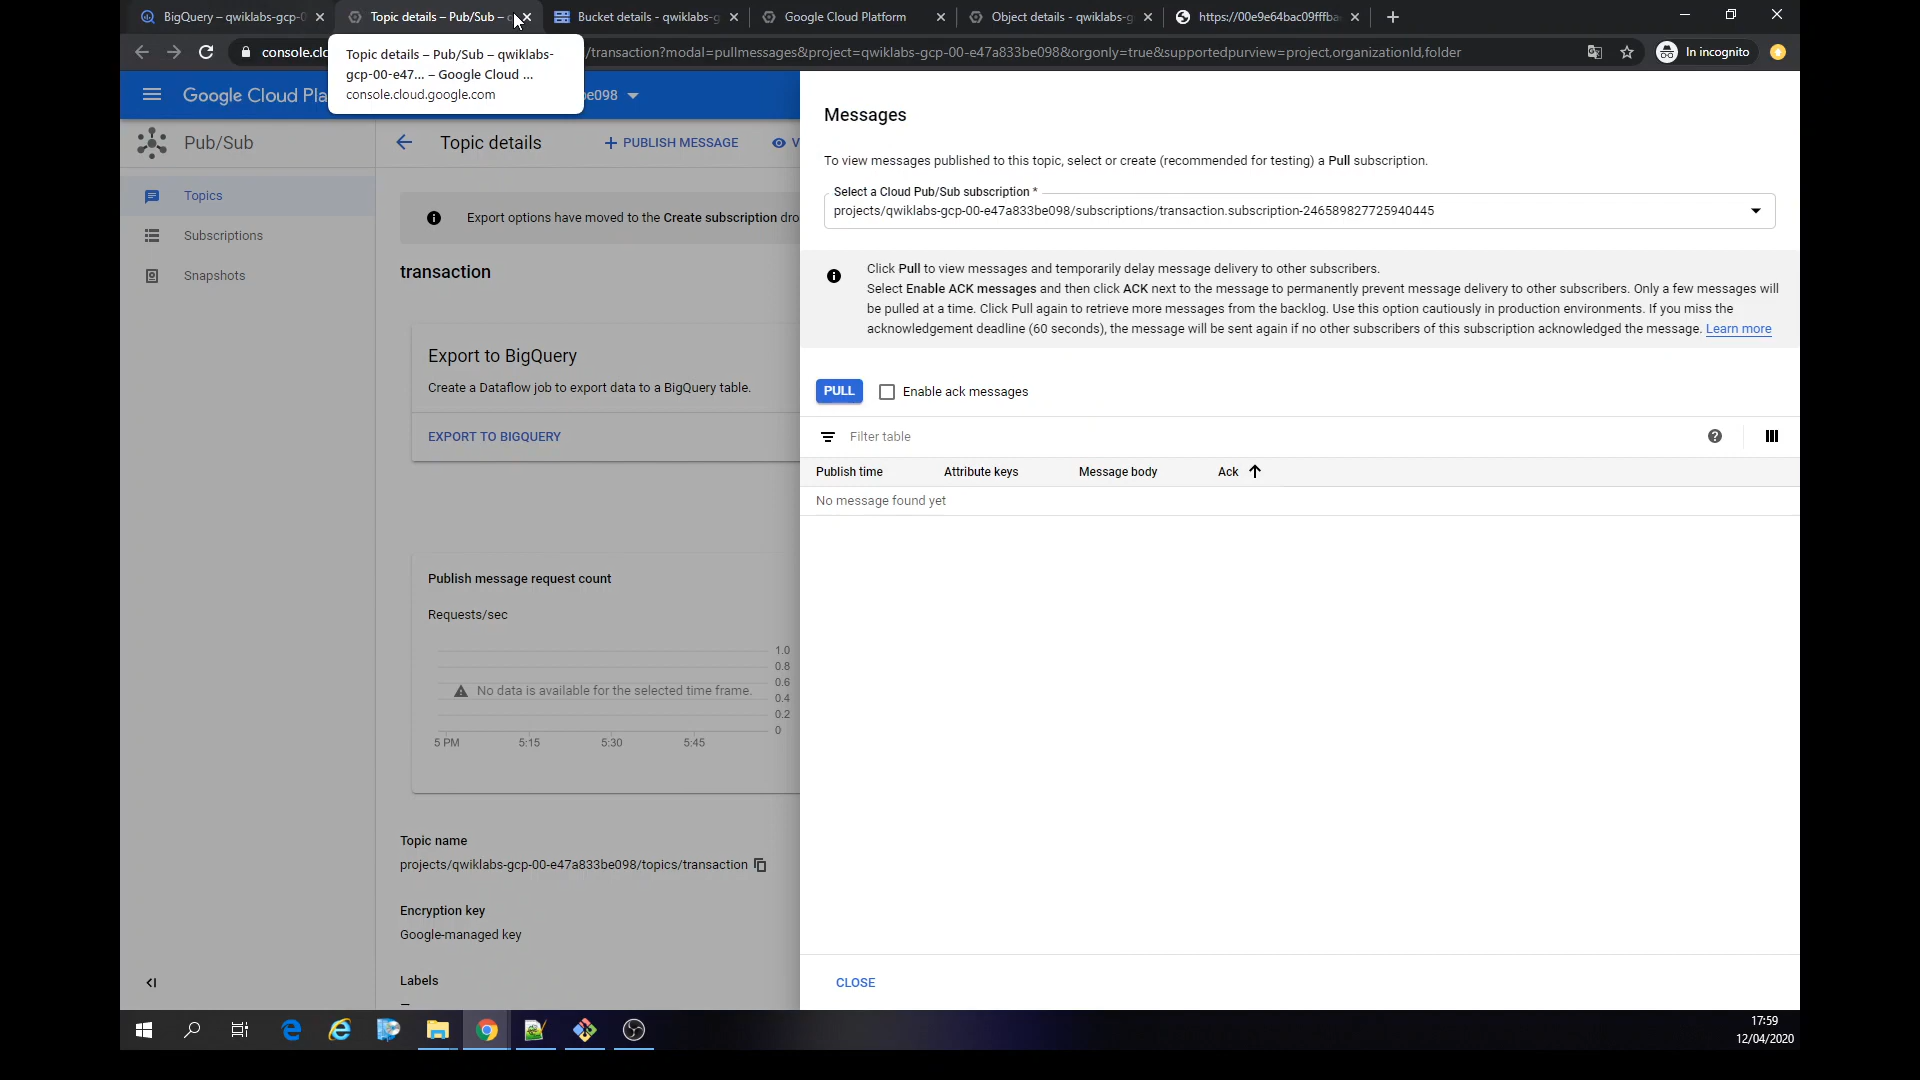 BigQuery – qwiklabs-gcp-0
Topic details – Pub/Sub –
Bucket details - qwiklabs-g
Google Cloud Platform
Object details - qwiklabs-g
https://00e9e64bac09fffba
console.clo
/transaction?modal=pullmessages&project=qwiklabs-gcp-00-e47a833be098&orgonly=true&supportedpurview=project,organizationId,folder
In incognito
Topic details – Pub/Sub – qwiklabs-
gcp-00-e47... – Google Cloud ...
console.cloud.google.com
Google Cloud Pla
be098
Pub/Sub
Topics
Subscriptions
Snapshots
Topic details
PUBLISH MESSAGE
V
Export options have moved to the Create subscription dro
transaction
Export to BigQuery
Create a Dataflow job to export data to a BigQuery table.
EXPORT TO BIGQUERY
Publish message request count
Requests/sec
1.0
0.8
0.6
0.4
0.2
0
No data is available for the selected time frame.
5 PM
5:15
5:30
5:45
Topic name
projects/qwiklabs-gcp-00-e47a833be098/topics/transaction
Encryption key
Google-managed key
Labels
—
Messages
To view messages published to this topic, select or create (recommended for testing) a Pull subscription.
Select a Cloud Pub/Sub subscription *
projects/qwiklabs-gcp-00-e47a833be098/subscriptions/transaction.subscription-246589827725940445
Click Pull to view messages and temporarily delay message delivery to other subscribers.
Select Enable ACK messages and then click ACK next to the message to permanently prevent message delivery to other subscribers. Only a few messages will
be pulled at a time. Click Pull again to retrieve more messages from the backlog. Use this option cautiously in production environments. If you miss the
acknowledgement deadline (60 seconds), the message will be sent again if no other subscribers of this subscription acknowledged the message. Learn more
PULL
Enable ack messages
Filter table
Publish time
Attribute keys
Message body
Ack
No message found yet
CLOSE
17:59
12/04/2020